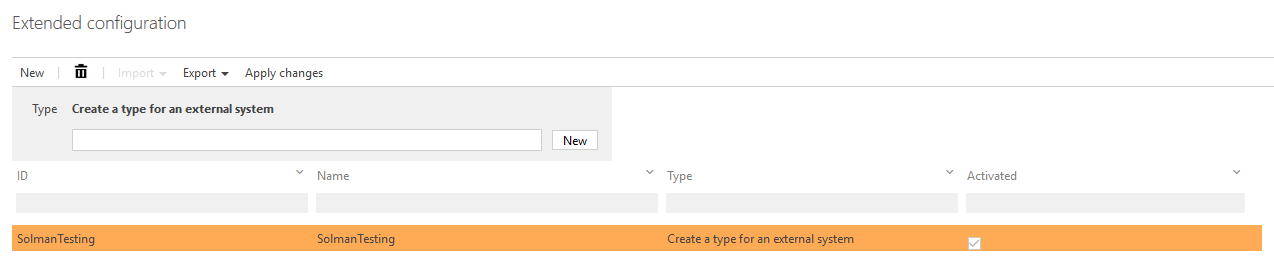 Extended configuration
New | | Import Export Apply changes
Type Create a type for an external system
New
ID Name Type Activated
SolmanTesting SolmanTesting Create a type for an external system